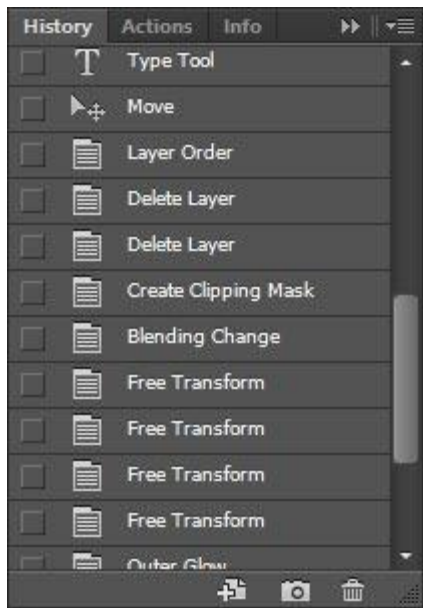 History Actions Info
Type Tool
Move
Layer Order
Delete Layer
Delete Layer
Create Clipping Mask
Blending Change
Free Transform
Free Transform
Free Transform
Free Transform
Outer Glow